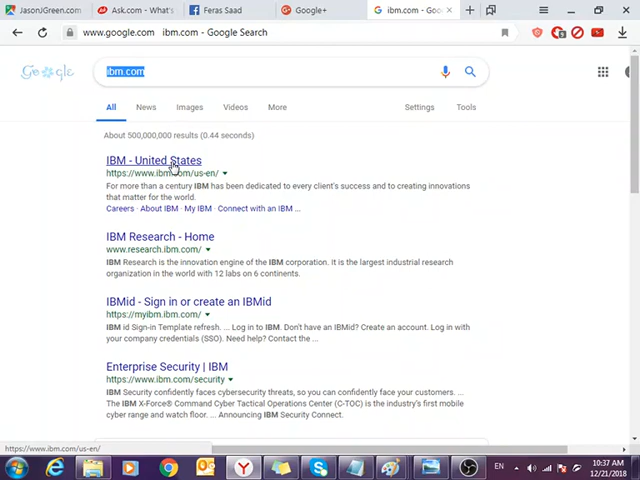 JasonJGreen.com
Ask.com - What's
Feras Saad
Google+
ibm.com - Goo
www.google.com ibm.com - Google Search
Google
ibm.com
All
News
Images
Videos
More
Settings
Tools
About 500,000,000 results (0.44 seconds)
IBM - United States
https://www.ibm.com/us-en/
For more than a century IBM has been dedicated to every client's success and to creating innovations
that matter for the world.
Careers · About IBM · My IBM · Connect with an IBM ...
IBM Research - Home
www.research.ibm.com/
IBM Research is the innovation engine of the IBM corporation. It is the largest industrial research
organization in the world with 12 labs on 6 continents.
IBMid - Sign in or create an IBMid
https://myibm.ibm.com/
IBM id Sign-in Template refresh. ... Log in to IBM. Don't have an IBMid? Create an account. Log in with
your company credentials (SSO). Need help? Contact the ...
Enterprise Security | IBM
https://www.ibm.com/security
IBM Security confidently faces cybersecurity threats, so you can confidently face your customers. ...
The IBM X-Force® Command Cyber Tactical Operations Center (C-TOC) is the industry's first mobile
cyber range and watch floor. ... Announcing IBM Security Connect.
https://www.ibm.com/us-en/
EN
10:37 AM
12/21/2018